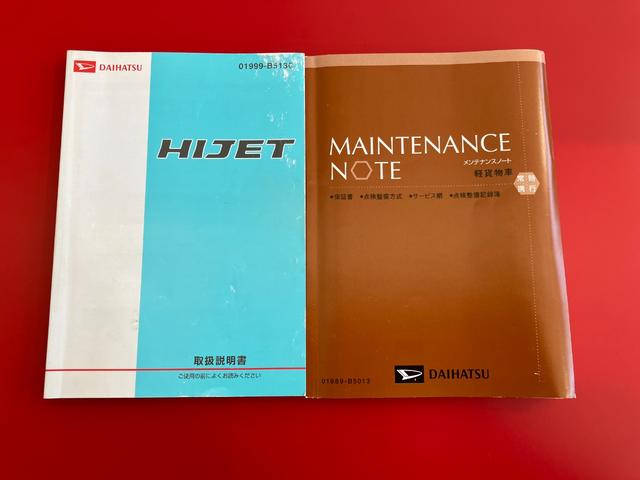 DAIHATSU
01999-B5130
HIJET
取扱説明書
ご使用の前によくお読みください
MAINTENANCE
NOTE
メンテナンスノート
軽貨物車
常時
携行
●保証書 ●点検整備方式 ●サービス網 ●点検整備記録簿
01989-B5013
DAIHATSU